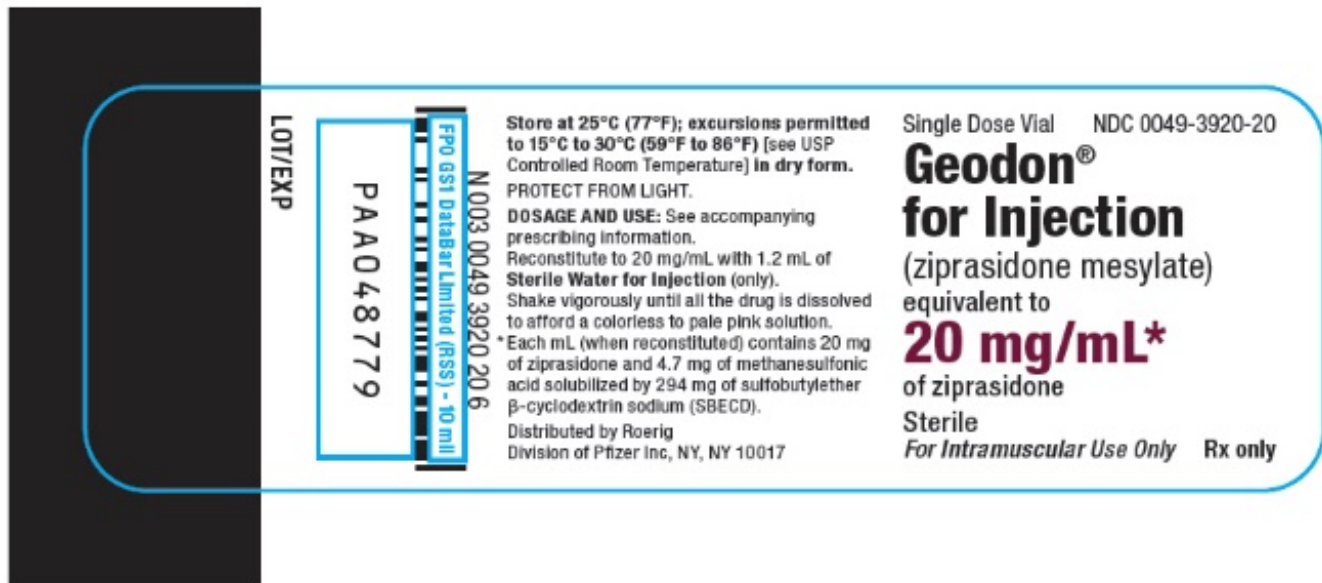 LOT/EXP
PAA048779
FPO GS1 DataBar Limited (RSS) - 10 mil
N 003 0049 3920 20 6
Store at 25°C (77°F); excursions permitted
to 15°C to 30°C (59°F to 86°F) [see USP
Controlled Room Temperature] in dry form.
PROTECT FROM LIGHT.
DOSAGE AND USE: See accompanying
prescribing information.
Reconstitute to 20 mg/mL with 1.2 mL of
Sterile Water for Injection (only).
Shake vigorously until all the drug is dissolved
to afford a colorless to pale pink solution.
*Each mL (when reconstituted) contains 20 mg
of ziprasidone and 4.7 mg of methanesulfonic
acid solubilized by 294 mg of sulfobutylether
β-cyclodextrin sodium (SBECD).
Distributed by Roerig
Division of Pfizer Inc, NY, NY 10017
Single Dose Vial NDC 0049-3920-20
Geodon®
for Injection
(ziprasidone mesylate)
equivalent to
20 mg/mL*
of ziprasidone
Sterile
For Intramuscular Use Only Rx only